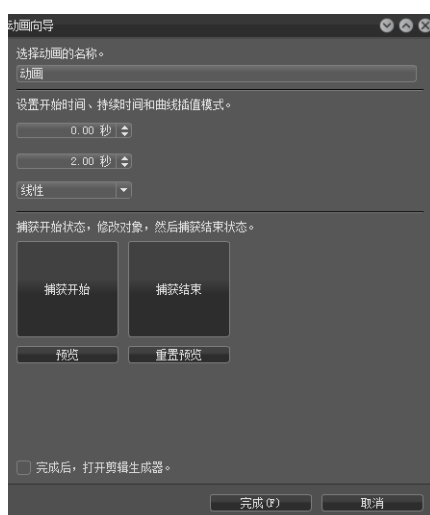 动画向导
选择动画的名称。
动画
设置开始时间、持续时间和曲线插值模式。
0.00 秒
2.00 秒
线性
捕获开始状态，修改对象，然后捕获结束状态。
捕获开始 捕获结束
预览 重置预览
完成后，打开剪辑生成器。
完成(F) 取消